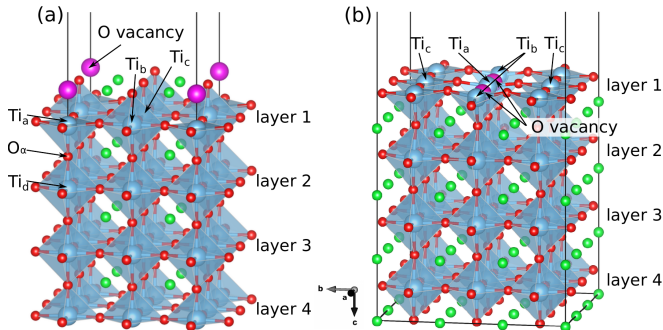 (a)
O vacancy
Ti_b
Ti_c
Ti_a
O_α
Ti_d
layer 1
layer 2
layer 3
layer 4
(b)
Ti_c
Ti_a
Ti_b
Ti_c
O vacancy
layer 1
layer 2
layer 3
layer 4
b
a
c